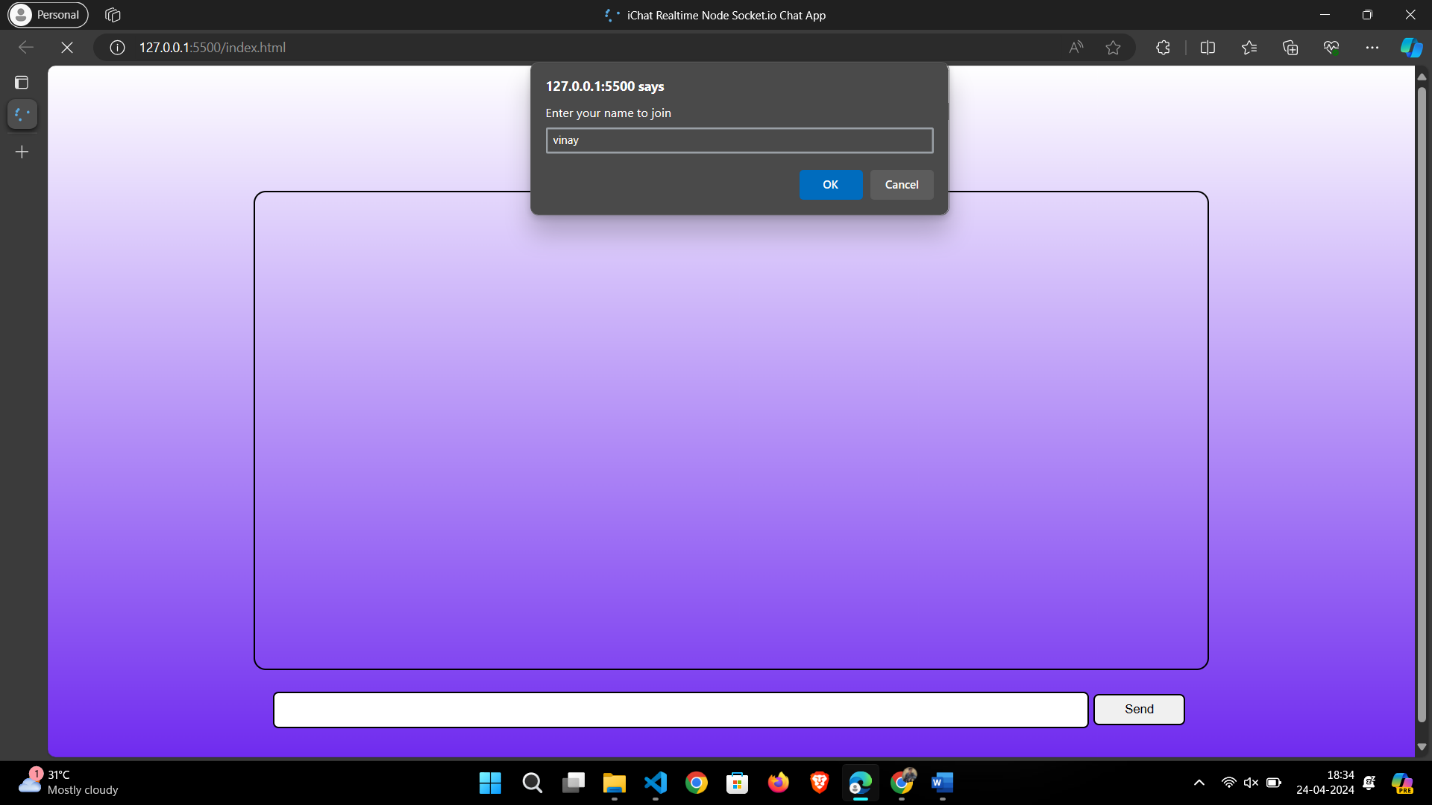 Personal
iChat Realtime Node Socket.io Chat App
127.0.0.1:5500/index.html
127.0.0.1:5500 says
Enter your name to join
vinay
OK
Cancel
Send
1
31°C
Mostly cloudy
W
18:34
24-04-2024
PRE